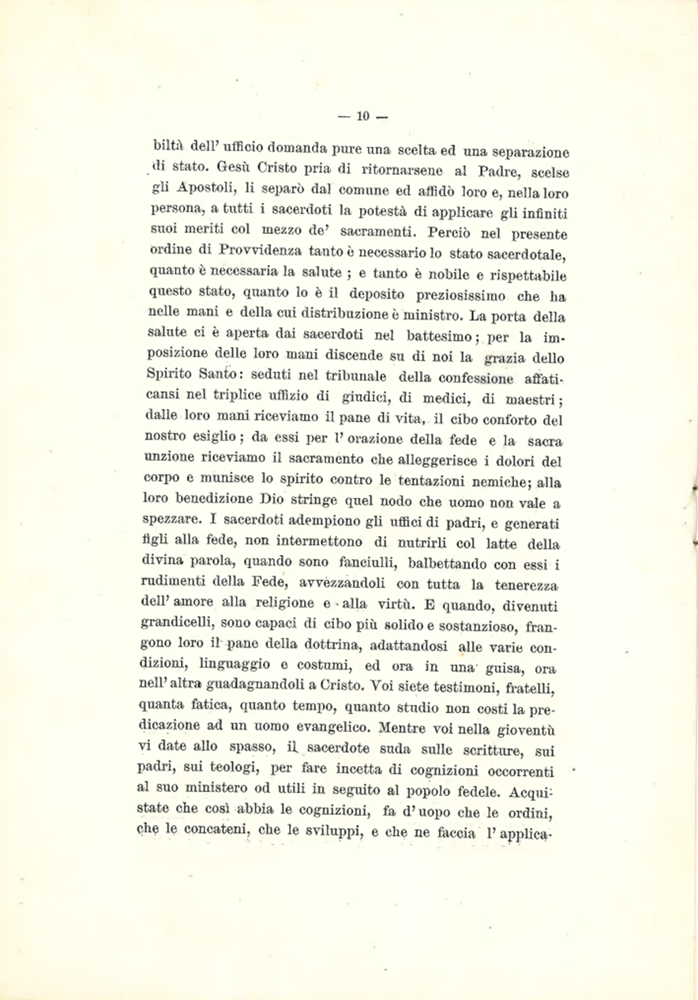 — 10 —
biltà dell' ufficio domanda pure una scelta ed una separazione
di stato. Gesù Cristo pria di ritornarsene al Padre, scelse
gli Apostoli, li separò dal comune ed affidò loro e, nella loro
persona, a tutti i sacerdoti la potestà di applicare gli infiniti
suoi meriti col mezzo de' sacramenti. Perciò nel presente
ordine di Provvidenza tanto è necessario lo stato sacerdotale,
quanto è necessaria la salute ; e tanto è nobile e rispettabile
questo stato, quanto lo è il deposito preziosissimo che ha
nelle mani e della cui distribuzione è ministro. La porta della
salute ci è aperta dai sacerdoti nel battesimo ; per la im-
posizione delle loro mani discende su di noi la grazia dello
Spirito Santo : seduti nel tribunale della confessione affati-
cansi nel triplice uffizio di giudici, di medici, di maestri ;
dalle loro mani riceviamo il pane di vita, il cibo conforto del
nostro esiglio ; da essi per l' orazione della fede e la sacra
unzione riceviamo il sacramento che alleggerisce i dolori del
corpo e munisce lo spirito contro le tentazioni nemiche; alla
loro benedizione Dio stringe quel nodo che uomo non vale a
spezzare. I sacerdoti adempiono gli uffici di padri, e generati
figli alla fede, non intermettono di nutrirli col latte della
divina parola, quando sono fanciulli, balbettando con essi i
rudimenti della Fede, avvezzandoli con tutta la tenerezza
dell' amore alla religione e alla virtù. E quando, divenuti
grandicelli, sono capaci di cibo più solido e sostanzioso, fran-
gono loro il pane della dottrina, adattandosi alle varie con-
dizioni, linguaggio e costumi, ed ora in una guisa, ora
nell' altra guadagnandoli a Cristo. Voi siete testimoni, fratelli,
quanta fatica, quanto tempo, quanto studio non costi la pre-
dicazione ad un uomo evangelico. Mentre voi nella gioventù
vi date allo spasso, il sacerdote suda sulle scritture, sui
padri, sui teologi, per fare incetta di cognizioni occorrenti
al suo ministero od utili in seguito al popolo fedele. Acqui-
state che così abbia le cognizioni, fa d' uopo che le ordini,
che le concateni, che le sviluppi, e che ne faccia l' applica-